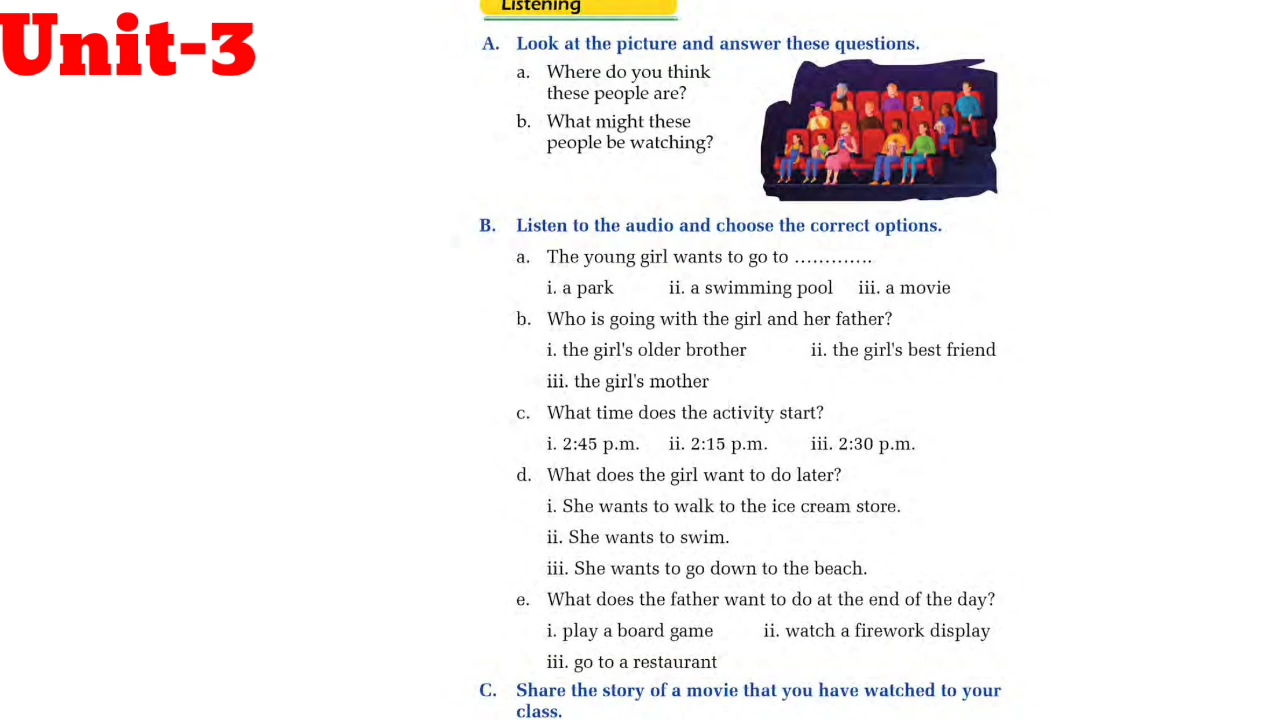 Unit-3
Listening
A. Look at the picture and answer these questions.
a. Where do you think
these people are?
b. What might these
people be watching?
B. Listen to the audio and choose the correct options.
a. The young girl wants to go to .............
i. a park ii. a swimming pool iii. a movie
b. Who is going with the girl and her father?
i. the girl's older brother ii. the girl's best friend
iii. the girl's mother
c. What time does the activity start?
i. 2:45 p.m. ii. 2:15 p.m. iii. 2:30 p.m.
d. What does the girl want to do later?
i. She wants to walk to the ice cream store.
ii. She wants to swim.
iii. She wants to go down to the beach.
e. What does the father want to do at the end of the day?
i. play a board game ii. watch a firework display
iii. go to a restaurant
C. Share the story of a movie that you have watched to your
class.